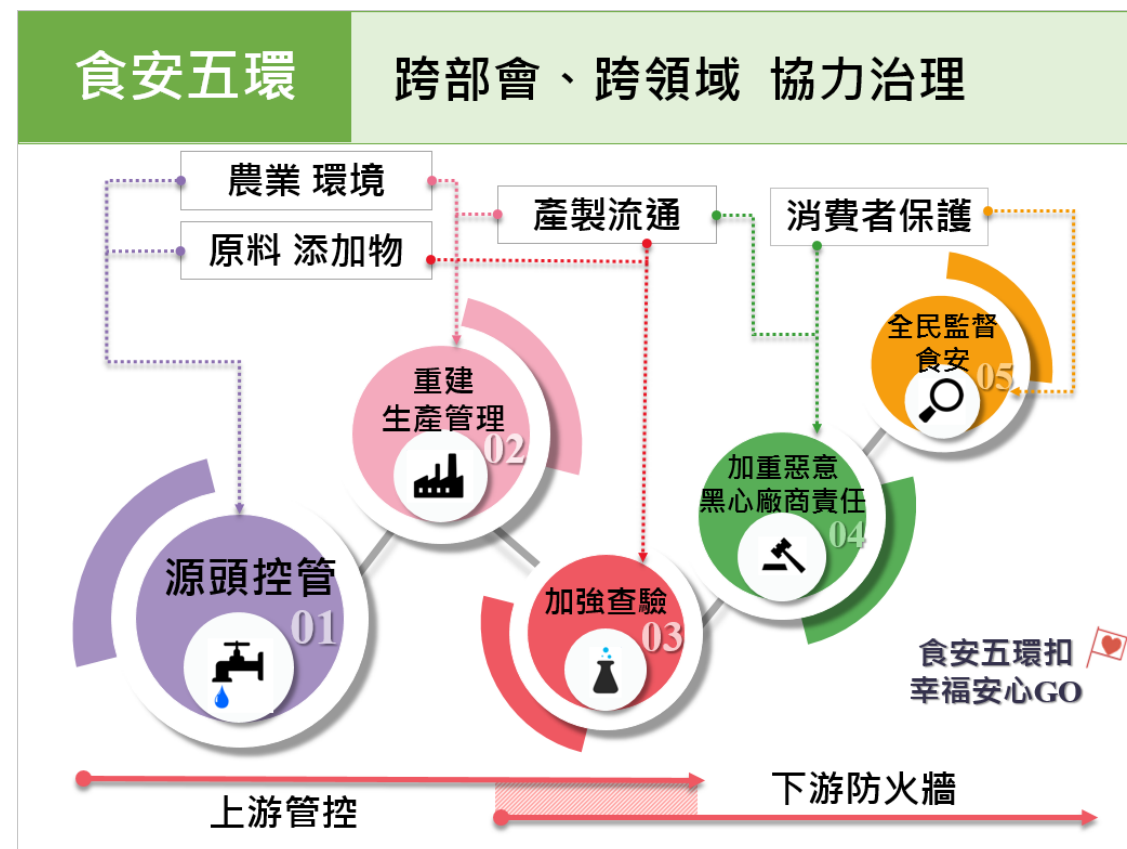 食安五環
跨部會、跨領域 協力治理
農業 環境
原料 添加物
產製流通
消費者保護
源頭控管
01
重建
生產管理
02
加強查驗
03
加重惡意
黑心廠商責任
04
全民監督
食安
05
食安五環扣
幸福安心GO
上游管控
下游防火牆